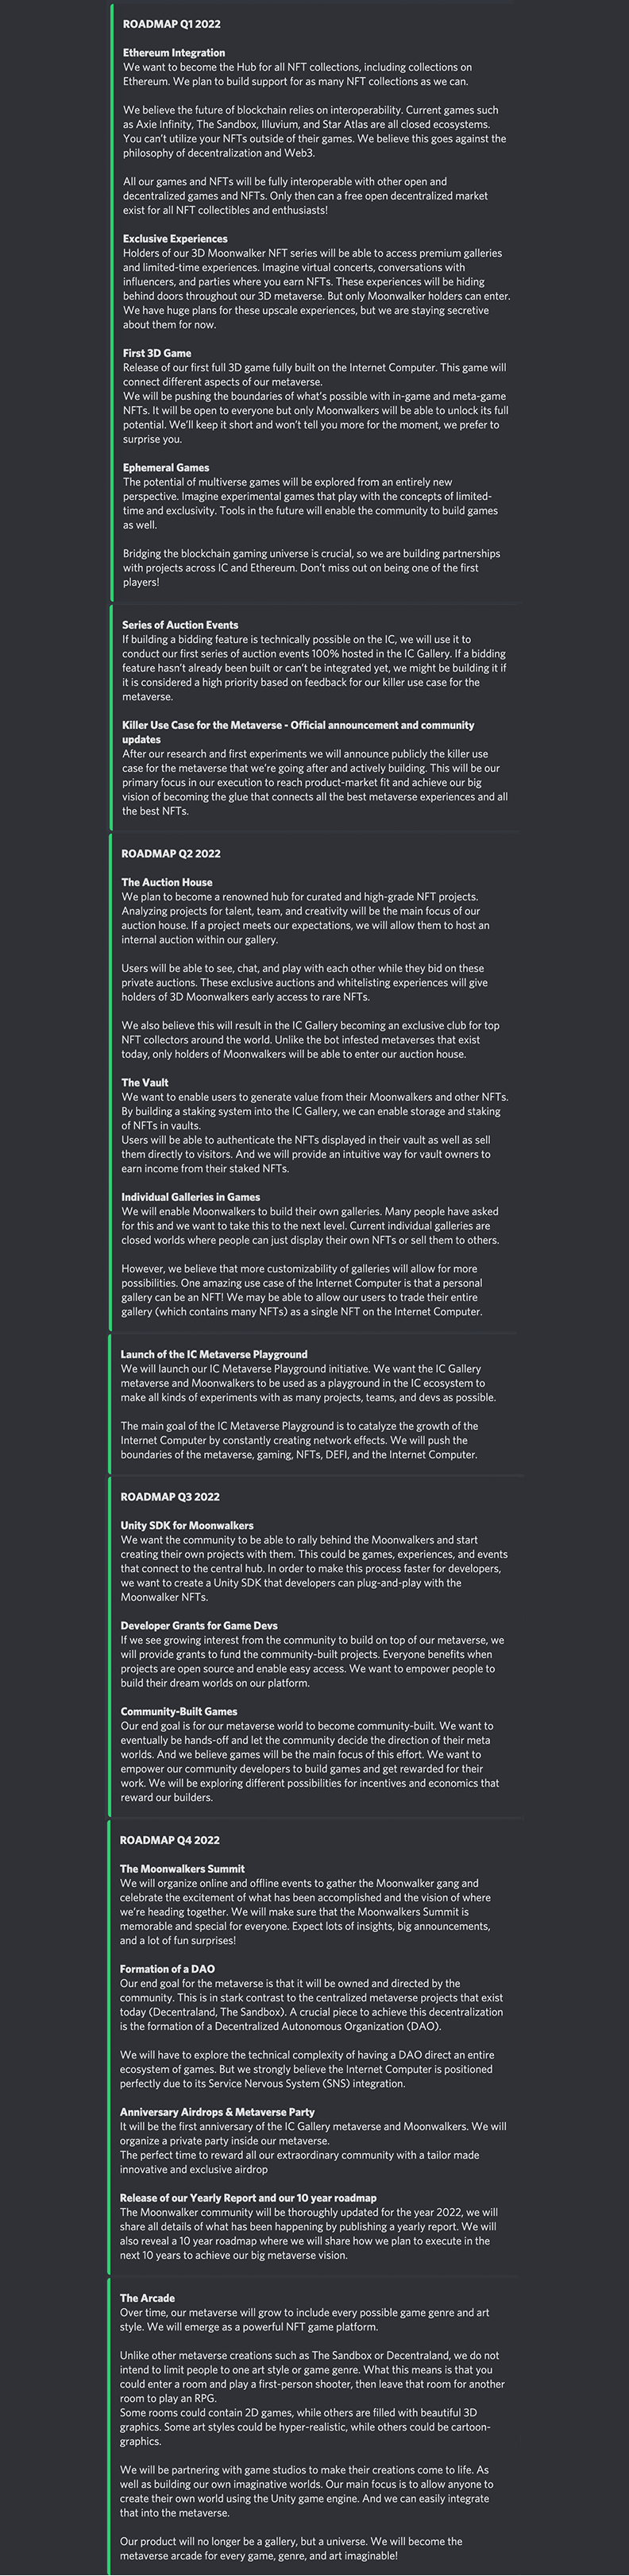 ROADMAP Q1 2022
Ethereum Integration
We want to become the Hub for all NFT collections, including collections on
Ethereum. We plan to build support for as many NFT collections as we can.
We believe the future of blockchain relies on interoperability. Current games such
as Axie Infinity, The Sandbox, Illuvium, and Star Atlas are all closed ecosystems.
You can't utilize your NFTs outside of their games. We believe this goes against the
philosophy of decentralization and Web3.
All our games and NFTs will be fully interoperable with other open and
decentralized games and NFTs. Only then can a free open decentralized market
exist for all NFT collectibles and enthusiasts!
Exclusive Experiences
Holders of our 3D Moonwalker NFT series will be able to access premium galleries
and limited-time experiences. Imagine virtual concerts, conversations with
influencers, and parties where you earn NFTs. These experiences will be hiding
behind doors throughout our 3D metaverse. But only Moonwalker holders can enter.
We have huge plans for these upscale experiences, but we are staying secretive
about them for now.
First 3D Game
Release of our first full 3D game fully built on the Internet Computer. This game will
connect different aspects of our metaverse.
We will be pushing the boundaries of what's possible with in-game and meta-game
NFTs. It will be open to everyone but only Moonwalkers will be able to unlock its full
potential. We'll keep it short and won't tell you more for the moment, we prefer to
surprise you.
Ephemeral Games
The potential of multiverse games will be explored from an entirely new
perspective. Imagine experimental games that play with the concepts of limited-
time and exclusivity. Tools in the future will enable the community to build games
as well.
Bridging the blockchain gaming universe is crucial, so we are building partnerships
with projects across IC and Ethereum. Don't miss out on being one of the first
players!
Series of Auction Events
If building a bidding feature is technically possible on the IC, we will use it to
conduct our first series of auction events 100% hosted in the IC Gallery. If a bidding
feature hasn't already been built or can't be integrated yet, we might be building it if
it is considered a high priority based on feedback for our killer use case for the
metaverse.
Killer Use Case for the Metaverse - Official announcement and community
updates
After our research and first experiments we will announce publicly the killer use
case for the metaverse that we're going after and actively building. This will be our
primary focus in our execution to reach product-market fit and achieve our big
vision of becoming the glue that connects all the best metaverse experiences and all
the best NFTs.
ROADMAP Q2 2022
The Auction House
We plan to become a renowned hub for curated and high-grade NFT projects.
Analyzing projects for talent, team, and creativity will be the main focus of our
auction house. If a project meets our expectations, we will allow them to host an
internal auction within our gallery.
Users will be able to see, chat, and play with each other while they bid on these
private auctions. These exclusive auctions and whitelisting experiences will give
holders of 3D Moonwalkers early access to rare NFTs.
We also believe this will result in the IC Gallery becoming an exclusive club for top
NFT collectors around the world. Unlike the bot infested metaverses that exist
today, only holders of Moonwalkers will be able to enter our auction house.
The Vault
We want to enable users to generate value from their Moonwalkers and other NFTs.
By building a staking system into the IC Gallery, we can enable storage and staking
of NFTs in vaults.
Users will be able to authenticate the NFTs displayed in their vault as well as sell
them directly to visitors. And we will provide an intuitive way for vault owners to
earn income from their staked NFTs.
Individual Galleries in Games
We will enable Moonwalkers to build their own galleries. Many people have asked
for this and we want to take this to the next level. Current individual galleries are
closed worlds where people can just display their own NFTs or sell them to others.
However, we believe that more customizability of galleries will allow for more
possibilities. One amazing use case of the Internet Computer is that a personal
gallery can be an NFT! We may be able to allow our users to trade their entire
gallery (which contains many NFTs) as a single NFT on the Internet Computer.
Launch of the IC Metaverse Playground
We will launch our IC Metaverse Playground initiative. We want the IC Gallery
metaverse and Moonwalkers to be used as a playground in the IC ecosystem to
make all kinds of experiments with as many projects, teams, and devs as possible.
The main goal of the IC Metaverse Playground is to catalyze the growth of the
Internet Computer by constantly creating network effects. We will push the
boundaries of the metaverse, gaming, NFTs, DEFI, and the Internet Computer.
ROADMAP Q3 2022
Unity SDK for Moonwalkers
We want the community to be able to rally behind the Moonwalkers and start
creating their own projects with them. This could be games, experiences, and events
that connect to the central hub. In order to make this process faster for developers,
we want to create a Unity SDK that developers can plug-and-play with the
Moonwalker NFTs.
Developer Grants for Game Devs
If we see growing interest from the community to build on top of our metaverse, we
will provide grants to fund the community-built projects. Everyone benefits when
projects are open source and enable easy access. We want to empower people to
build their dream worlds on our platform.
Community-Built Games
Our end goal is for our metaverse world to become community-built. We want to
eventually be hands-off and let the community decide the direction of their meta
worlds. And we believe games will be the main focus of this effort. We want to
empower our community developers to build games and get rewarded for their
work. We will be exploring different possibilities for incentives and economics that
reward our builders.
ROADMAP Q4 2022
The Moonwalkers Summit
We will organize online and offline events to gather the Moonwalker gang and
celebrate the excitement of what has been accomplished and the vision of where
we're heading together. We will make sure that the Moonwalkers Summit is
memorable and special for everyone. Expect lots of insights, big announcements,
and a lot of fun surprises!
Formation of a DAO
Our end goal for the metaverse is that it will be owned and directed by the
community. This is in stark contrast to the centralized metaverse projects that exist
today (Decentraland, The Sandbox). A crucial piece to achieve this decentralization
is the formation of a Decentralized Autonomous Organization (DAO).
We will have to explore the technical complexity of having a DAO direct an entire
ecosystem of games. But we strongly believe the Internet Computer is positioned
perfectly due to its Service Nervous System (SNS) integration.
Anniversary Airdrops & Metaverse Party
It will be the first anniversary of the IC Gallery metaverse and Moonwalkers. We will
organize a private party inside our metaverse.
The perfect time to reward all our extraordinary community with a tailor made
innovative and exclusive airdrop
Release of our Yearly Report and our 10 year roadmap
The Moonwalker community will be thoroughly updated for the year 2022, we will
share all details of what has been happening by publishing a yearly report. We will
also reveal a 10 year roadmap where we will share how we plan to execute in the
next 10 years to achieve our big metaverse vision.
The Arcade
Over time, our metaverse will grow to include every possible game genre and art
style. We will emerge as a powerful NFT game platform.
Unlike other metaverse creations such as The Sandbox or Decentraland, we do not
intend to limit people to one art style or game genre. What this means is that you
could enter a room and play a first-person shooter, then leave that room for another
room to play an RPG.
Some rooms could contain 2D games, while others are filled with beautiful 3D
graphics. Some art styles could be hyper-realistic, while others could be cartoon-
graphics.
We will be partnering with game studios to make their creations come to life. As
well as building our own imaginative worlds. Our main focus is to allow anyone to
create their own world using the Unity game engine. And we can easily integrate
that into the metaverse.
Our product will no longer be a gallery, but a universe. We will become the
metaverse arcade for every game, genre, and art imaginable!